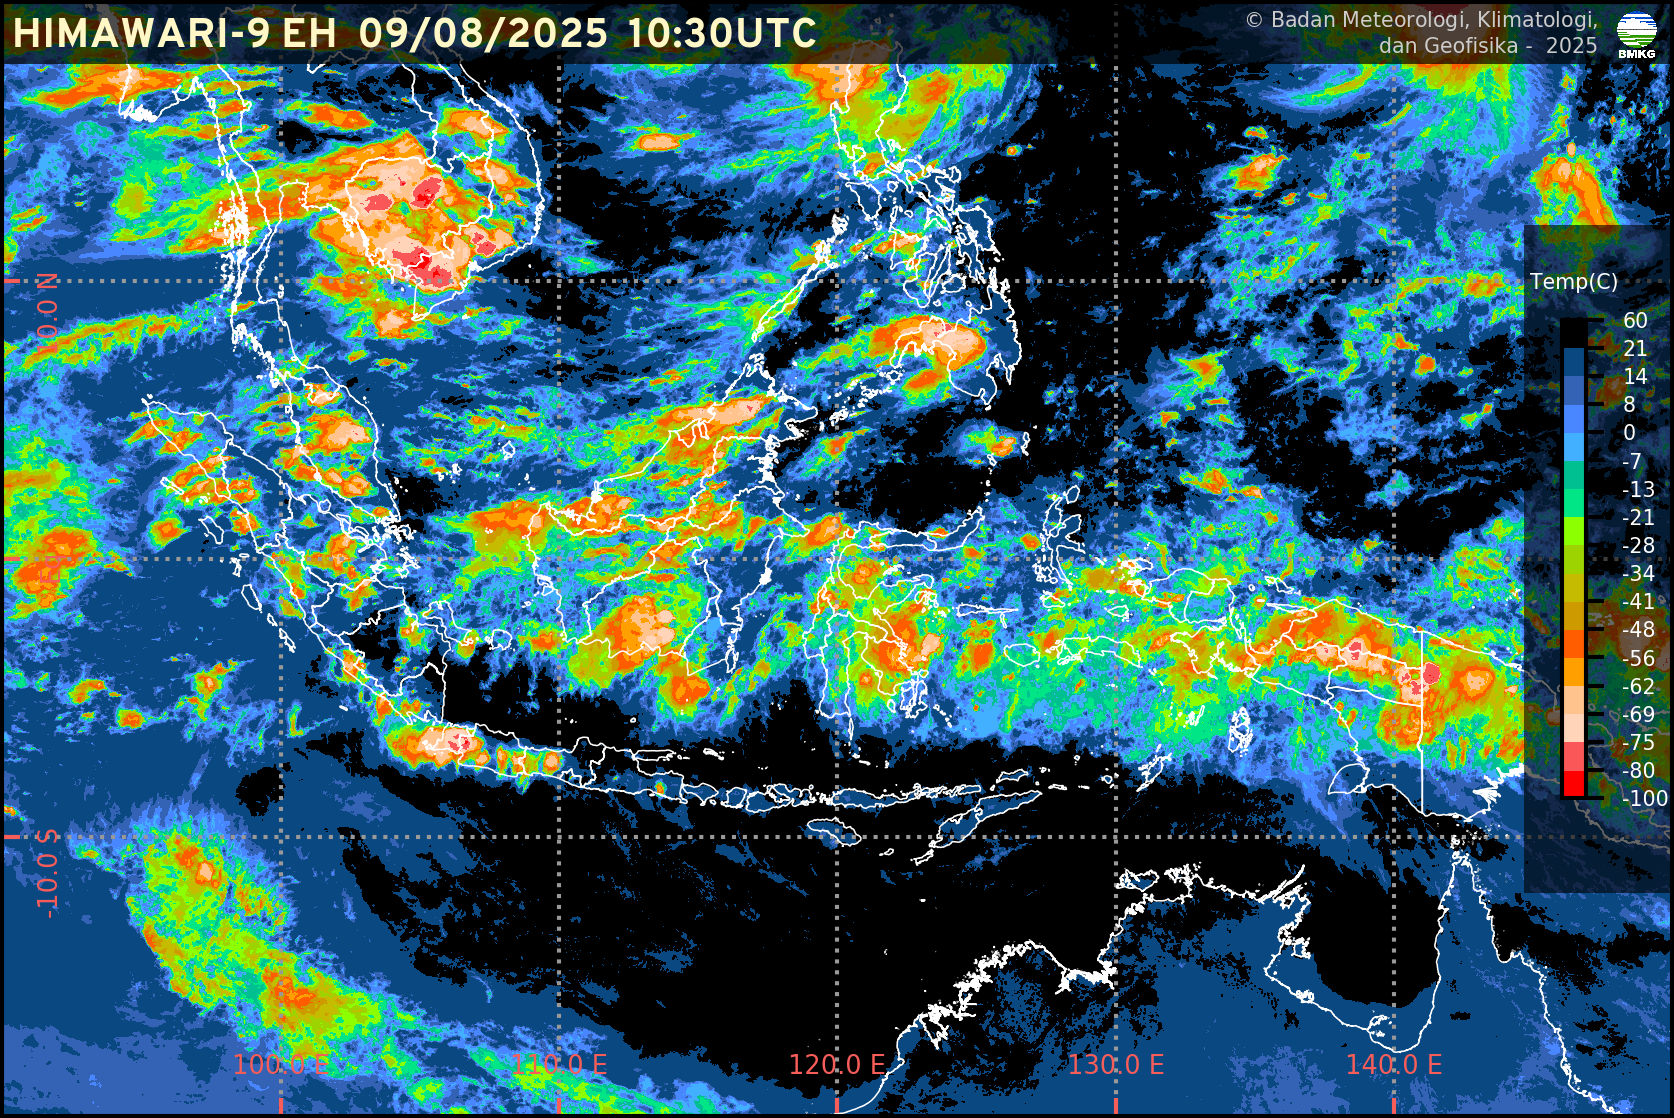 HIMAWARI-9 EH 09/08/2025 10:30UTC
© Badan Meteorologi, Klimatologi,
dan Geofisika - 2025
BMKG
Temp(C)
60
21
14
8
0
-7
-13
-21
-28
-34
-41
-48
-56
-62
-69
-75
-80
-100
0.0 N
-10.0 S
100.0 E
110.0 E
120.0 E
130.0 E
140.0 E